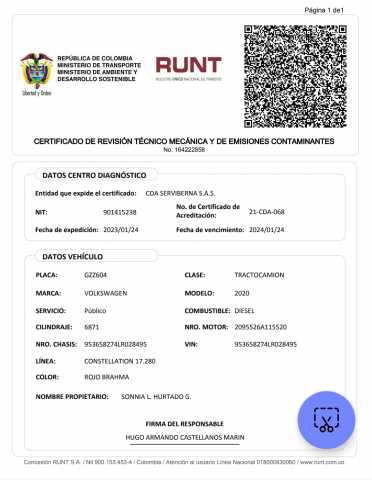 Página 1 de1
REPÚBLICA DE COLOMBIA
MINISTERIO DE TRANSPORTE
MINISTERIO DE AMBIENTE Y
DESARROLLO SOSTENIBLE
Libertad y Orden
RUNT
REGISTRO ÚNICO NACIONAL DE TRÁNSITO
CERTIFICADO DE REVISIÓN TÉCNICO MECÁNICA Y DE EMISIONES CONTAMINANTES
No. 164222858
DATOS CENTRO DIAGNÓSTICO
Entidad que expide el certificado: CDA SERVIBERNA S.A.S.
NIT: 901415238 No. de Certificado de Acreditación: 21-CDA-068
Fecha de expedición: 2023/01/24 Fecha de vencimiento: 2024/01/24
DATOS VEHÍCULO
PLACA: GZZ604 CLASE: TRACTOCAMION
MARCA: VOLKSWAGEN MODELO: 2020
SERVICIO: Público COMBUSTIBLE: DIESEL
CILINDRAJE: 6871 NRO. MOTOR: 2095526A115520
NRO. CHASIS: 953658274LR028495 VIN: 953658274LR028495
LÍNEA: CONSTELLATION 17.280
COLOR: ROJO BRAHMA
NOMBRE PROPIETARIO: SONNIA L. HURTADO G.
FIRMA DEL RESPONSABLE
HUGO ARMANDO CASTELLANOS MARIN
Concesión RUNT S.A. / Nit 900.153.453-4 / Colombia / Atención al usuario Línea Nacional 018000930060 / www.runt.com.co